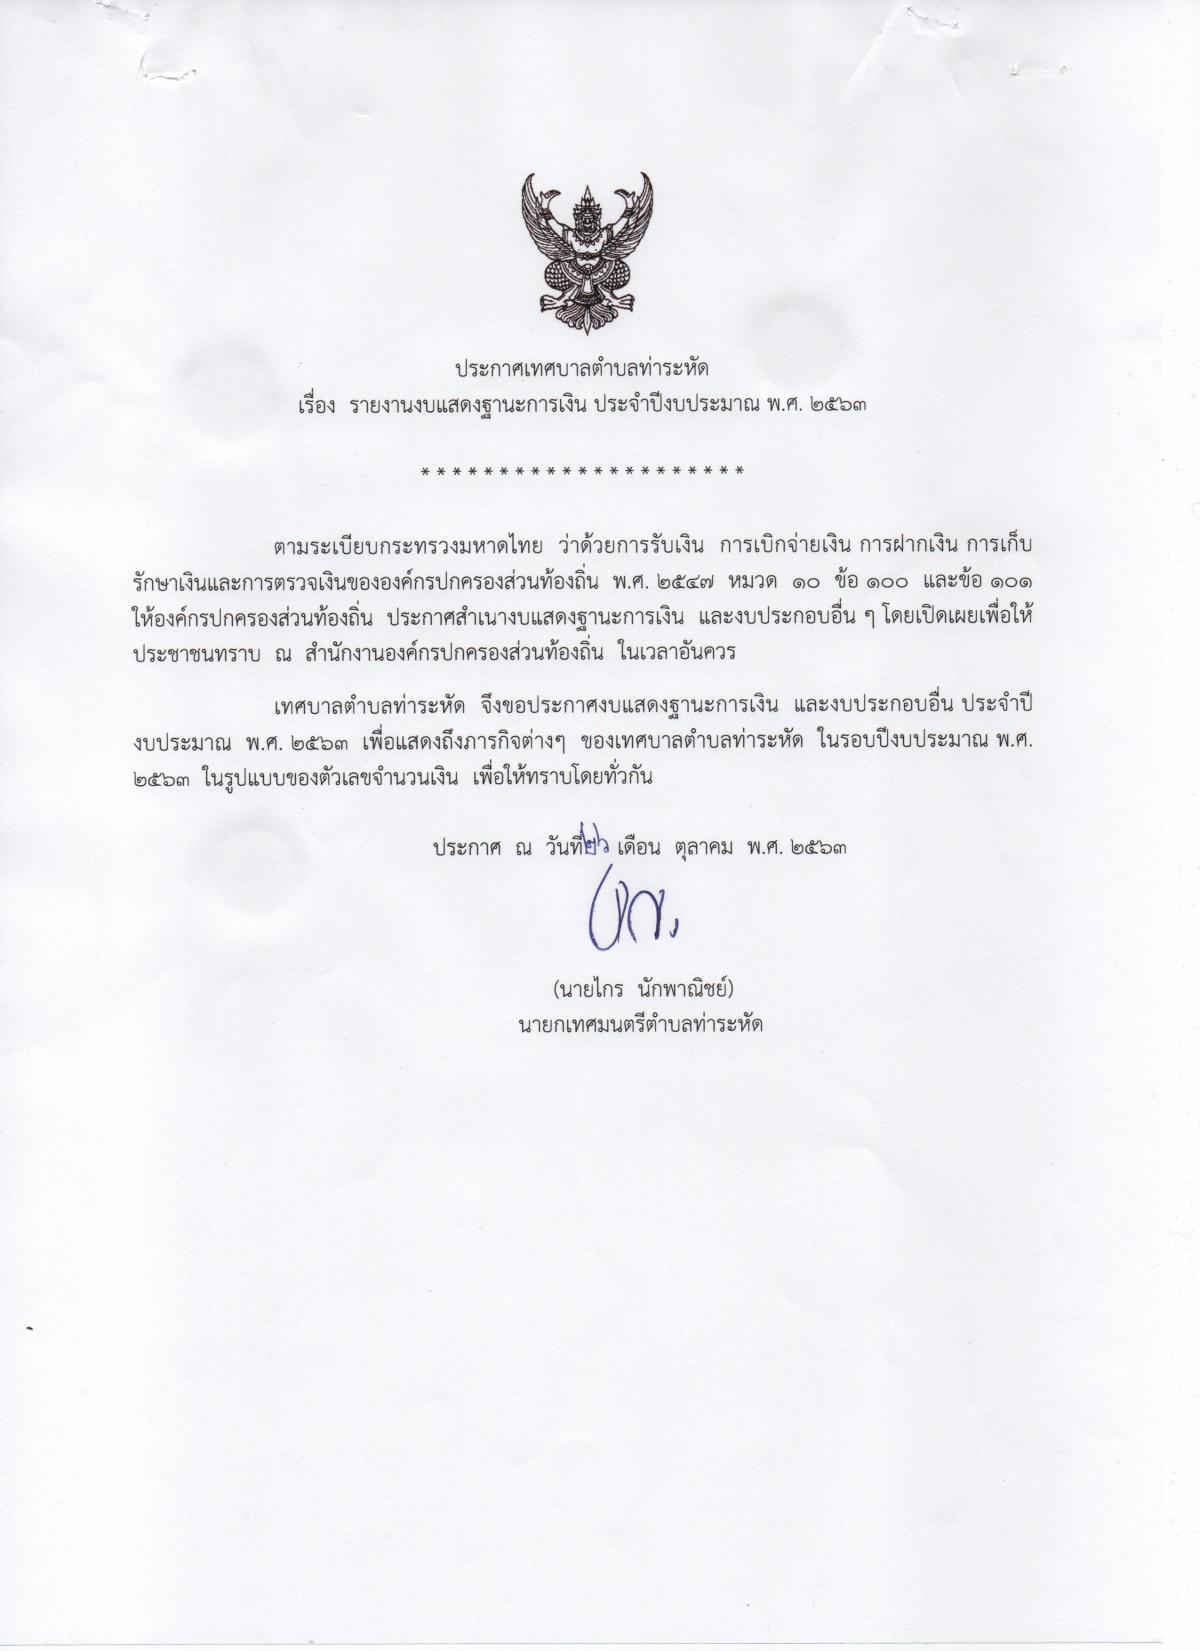 ประกาศเทศบาลตำบลท่าระหัด
เรื่อง รายงานงบแสดงฐานะการเงิน ประจำปีงบประมาณ พ.ศ. ๒๕๖๓
* * * * * * * * * * * * * * * * * * * * *
ตามระเบียบกระทรวงมหาดไทย ว่าด้วยการรับเงิน การเบิกจ่ายเงิน การฝากเงิน การเก็บ
รักษาเงินและการตรวจเงินขององค์กรปกครองส่วนท้องถิ่น พ.ศ. ๒๕๔๗ หมวด ๑๐ ข้อ ๑๐๐ และข้อ ๑๐๑
ให้องค์กรปกครองส่วนท้องถิ่น ประกาศสำเนางบแสดงฐานะการเงิน และงบประกอบอื่น ๆ โดยเปิดเผยเพื่อให้
ประชาชนทราบ ณ สำนักงานองค์กรปกครองส่วนท้องถิ่น ในเวลาอันควร
เทศบาลตำบลท่าระหัด จึงขอประกาศงบแสดงฐานะการเงิน และงบประกอบอื่น ประจำปี
งบประมาณ พ.ศ. ๒๕๖๓ เพื่อแสดงถึงภารกิจต่างๆ ของเทศบาลตำบลท่าระหัด ในรอบปีงบประมาณ พ.ศ.
๒๕๖๓ ในรูปแบบของตัวเลขจำนวนเงิน เพื่อให้ทราบโดยทั่วกัน
ประกาศ ณ วันที่ ๒๖ เดือน ตุลาคม พ.ศ. ๒๕๖๓
(นายไกร นักพาณิชย์)
นายกเทศมนตรีตำบลท่าระหัด